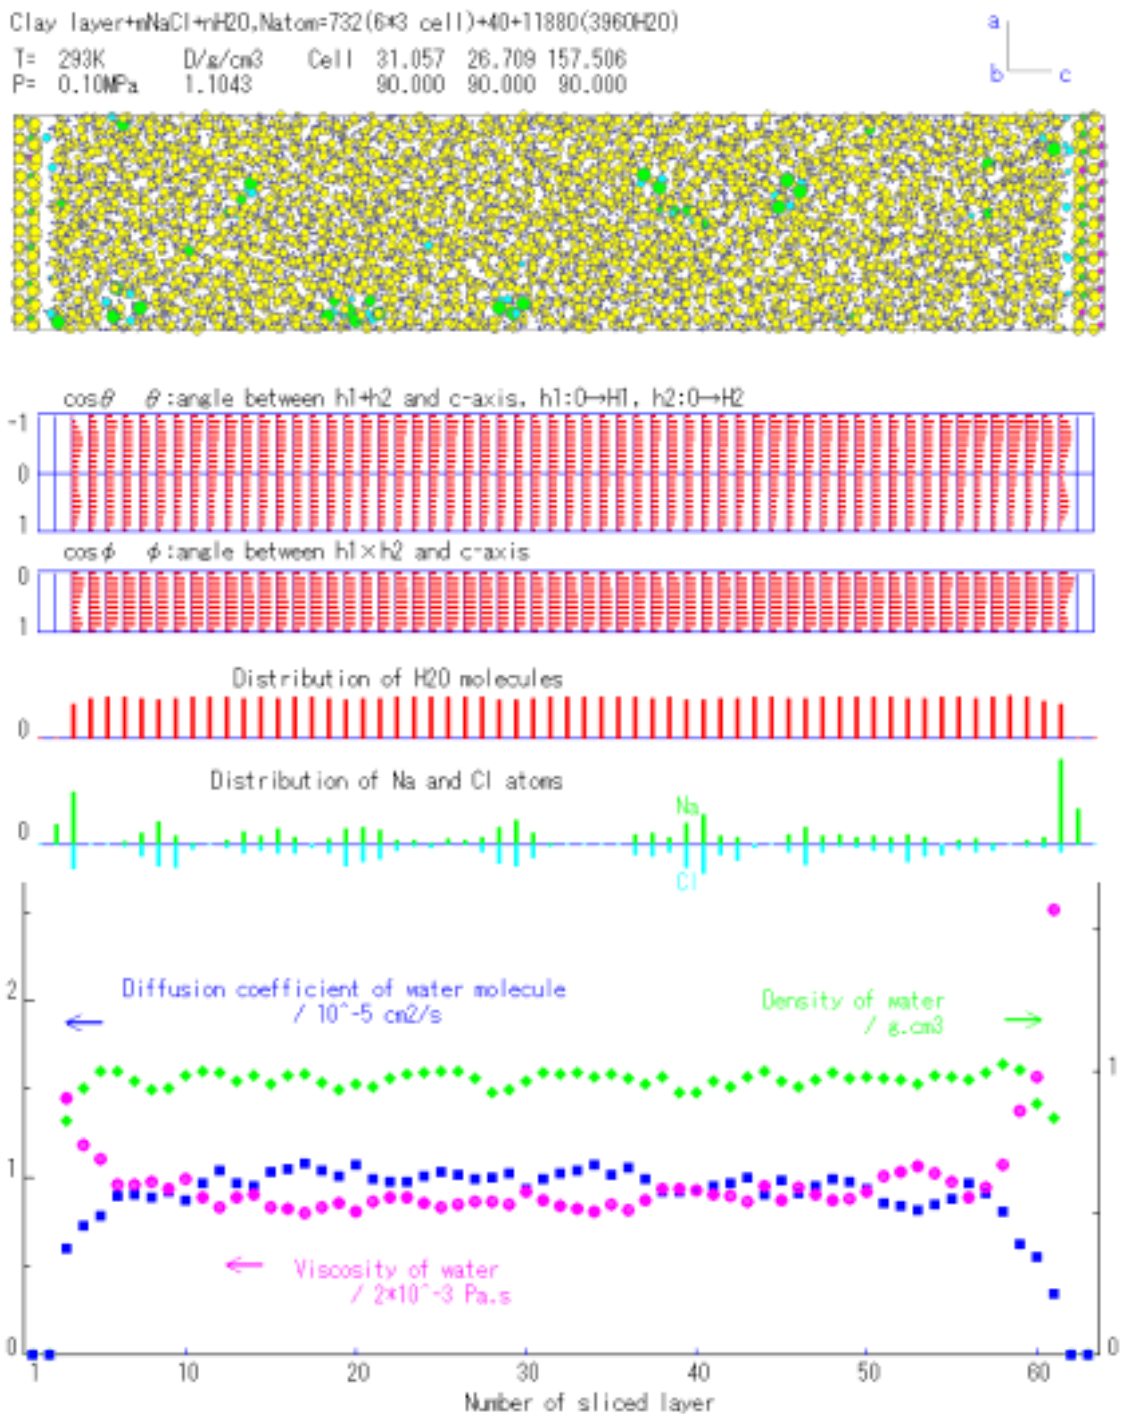 Clay layer+mNaCl+nH2O,Natom=732(6*3 cell)+40+11880(3960H2O)
T= 293K D/g/cm3 Cell 31.057 26.709 157.506
P= 0.10MPa 1.1043 90.000 90.000 90.000
a
b c
cosθ θ:angle between h1+h2 and c-axis, h1:O→H1, h2:O→H2
-1
0
1
cosφ φ:angle between h1×h2 and c-axis
0
1
Distribution of H2O molecules
0
Distribution of Na and Cl atoms
Na
0
Cl
Diffusion coefficient of water molecule
/ 10^-5 cm2/s
Density of water
/ g.cm3
2
1
1
Viscosity of water
/ 2*10^-3 Pa.s
0 0
1 10 20 30 40 50 60
Number of sliced layer